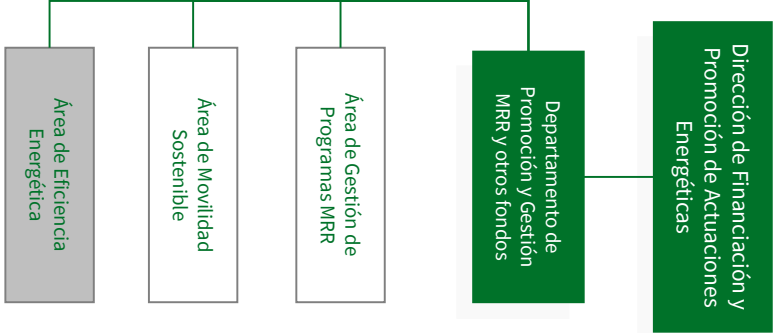 Dirección de Financiación y
Promoción de Actuaciones
Energéticas
Departamento de
Promoción y Gestión
MRR y otros fondos
Área de Gestión de
Programas MRR
Área de Movilidad
Sostenible
Área de Eficiencia
Energética